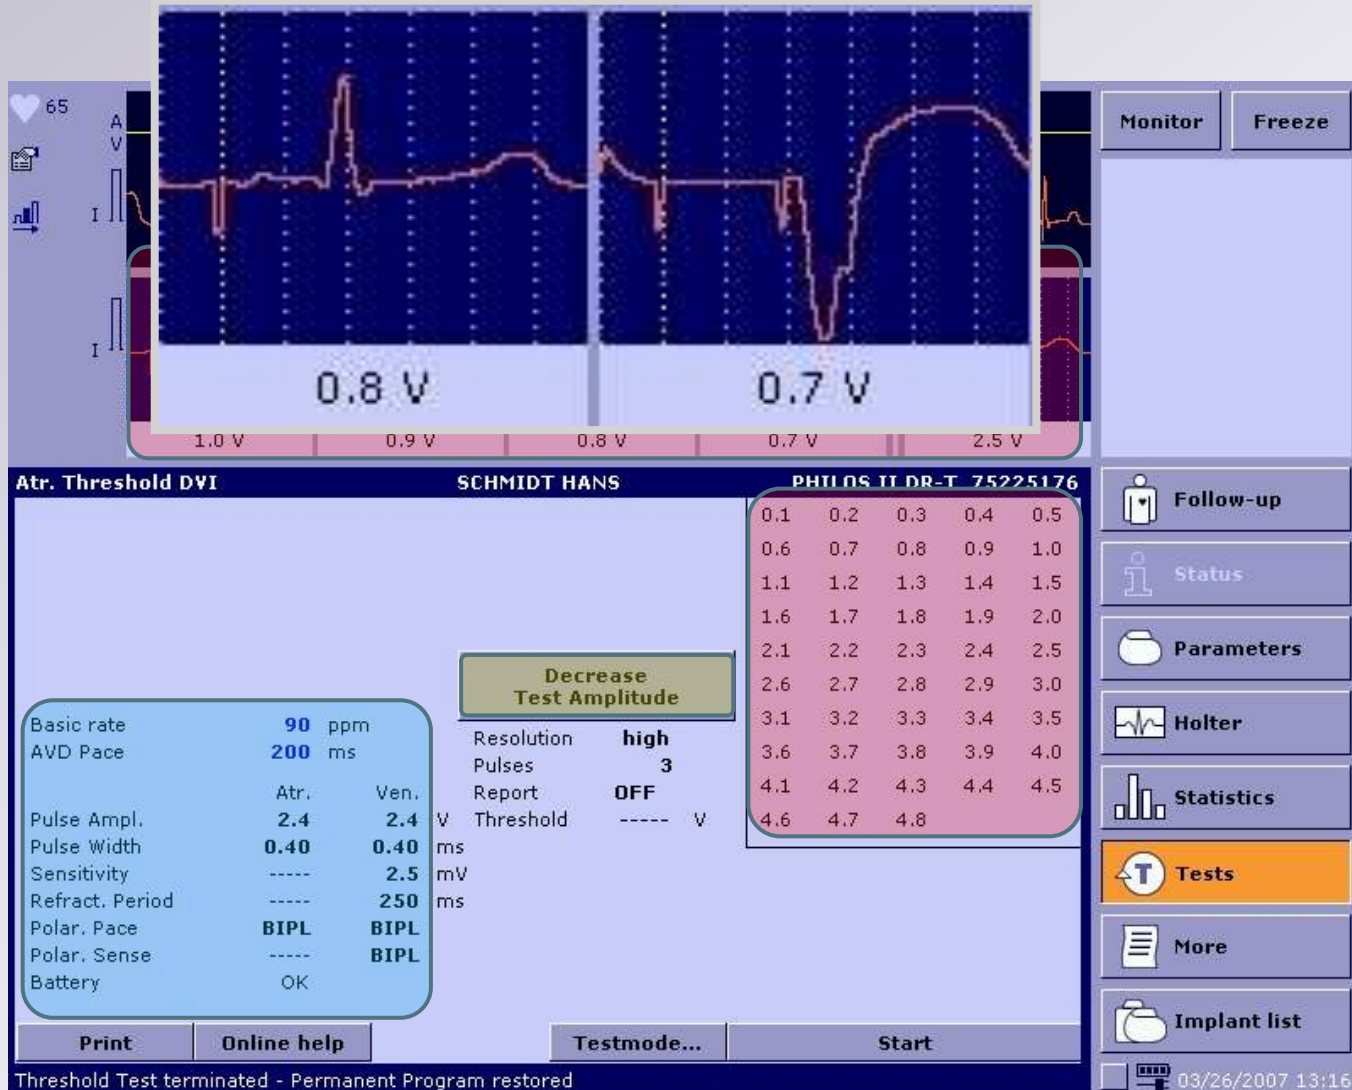 65
A
V
Monitor Freeze
I
I
0.8 V 0.7 V
1.0 V 0.9 V 0.8 V 0.7 V 2.5 V
Atr. Threshold DVI SCHMIDT HANS PHILOS II DR-T 75225176
0.1 0.2 0.3 0.4 0.5
0.6 0.7 0.8 0.9 1.0
1.1 1.2 1.3 1.4 1.5
1.6 1.7 1.8 1.9 2.0
2.1 2.2 2.3 2.4 2.5
2.6 2.7 2.8 2.9 3.0
3.1 3.2 3.3 3.4 3.5
3.6 3.7 3.8 3.9 4.0
4.1 4.2 4.3 4.4 4.5
4.6 4.7 4.8
Decrease
Test Amplitude
Resolution high
Pulses 3
Report OFF
Threshold ----- V
Basic rate 90 ppm
AVD Pace 200 ms
Atr. Ven.
Pulse Ampl. 2.4 2.4 V
Pulse Width 0.40 0.40 ms
Sensitivity ----- 2.5 mV
Refract. Period ----- 250 ms
Polar. Pace BIPL BIPL
Polar. Sense ----- BIPL
Battery OK
Print Online help Testmode... Start
Threshold Test terminated - Permanent Program restored
Follow-up
Status
Parameters
Holter
Statistics
T Tests
More
Implant list
03/26/2007 13:16